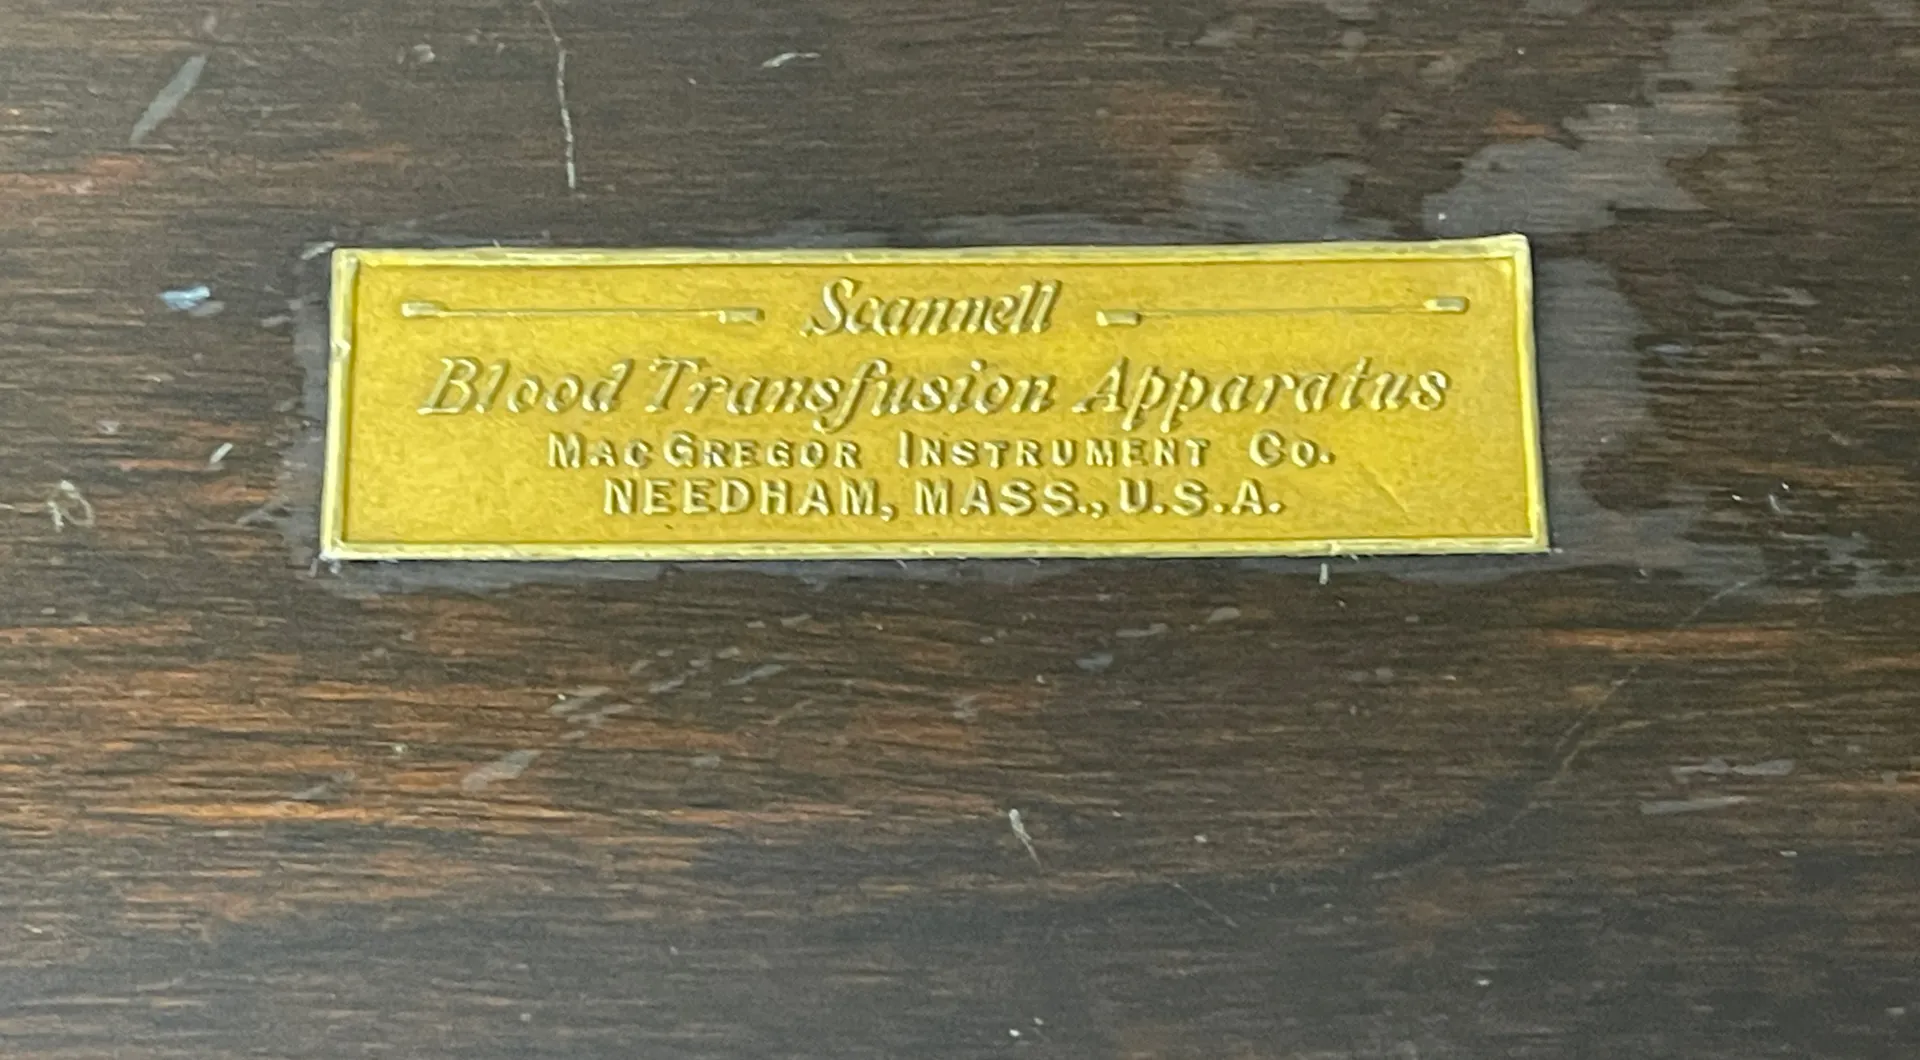 Scannell
Blood Transfusion Apparatus
MACGREGOR INSTRUMENT CO.
NEEDHAM, MASS., U.S.A.